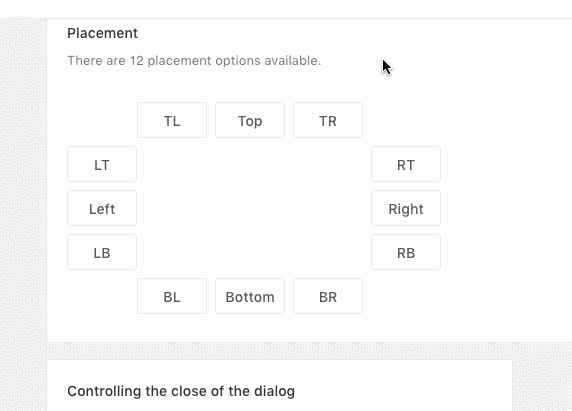 Placement
There are 12 placement options available.
TL Top TR
LT RT
Left Right
LB RB
BL Bottom BR
Controlling the close of the dialog